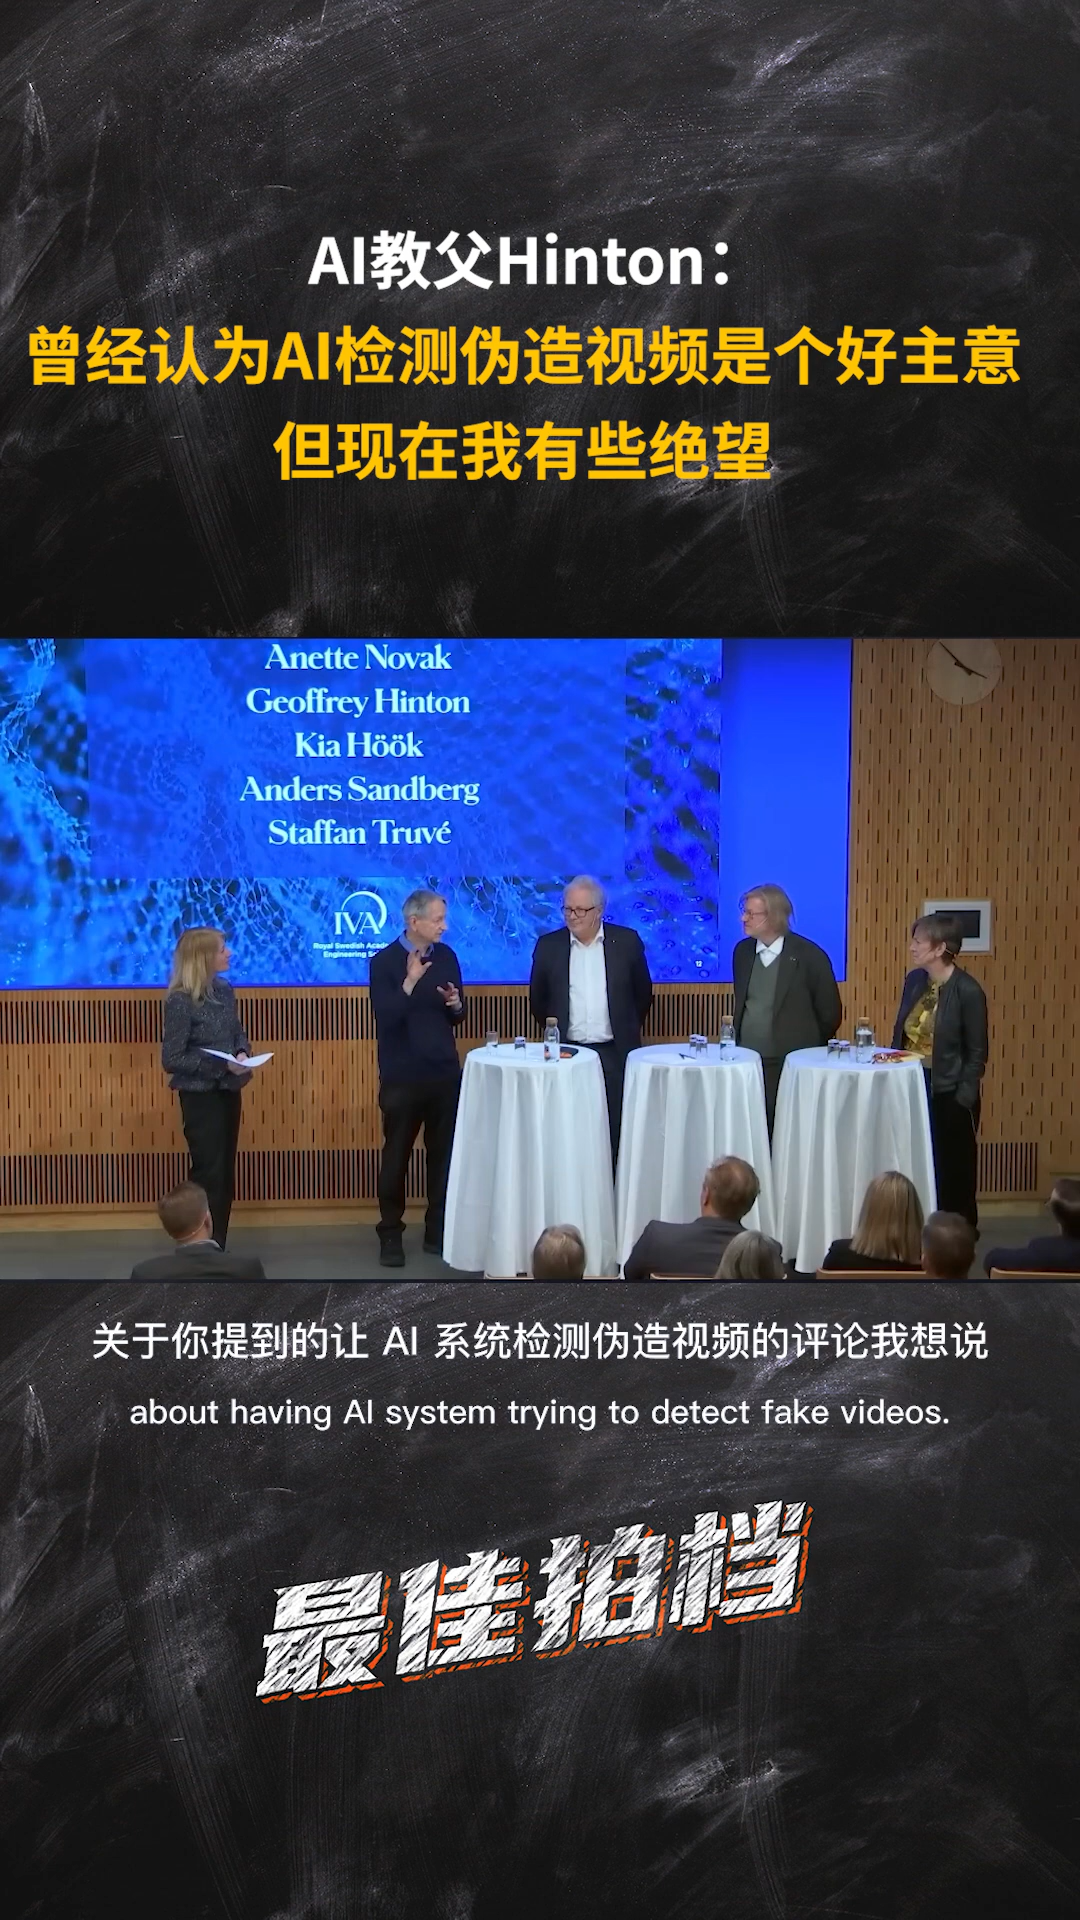 AI教父Hinton：
曾经认为AI检测伪造视频是个好主意
但现在我有些绝望
Anette Novak
Geoffrey Hinton
Kia Höök
Anders Sandberg
Staffan Truvé
IVA
Royal Swedish
Engineering
12
关于你提到的让 AI 系统检测伪造视频的评论我想说
about having AI system trying to detect fake videos.
最佳拍档